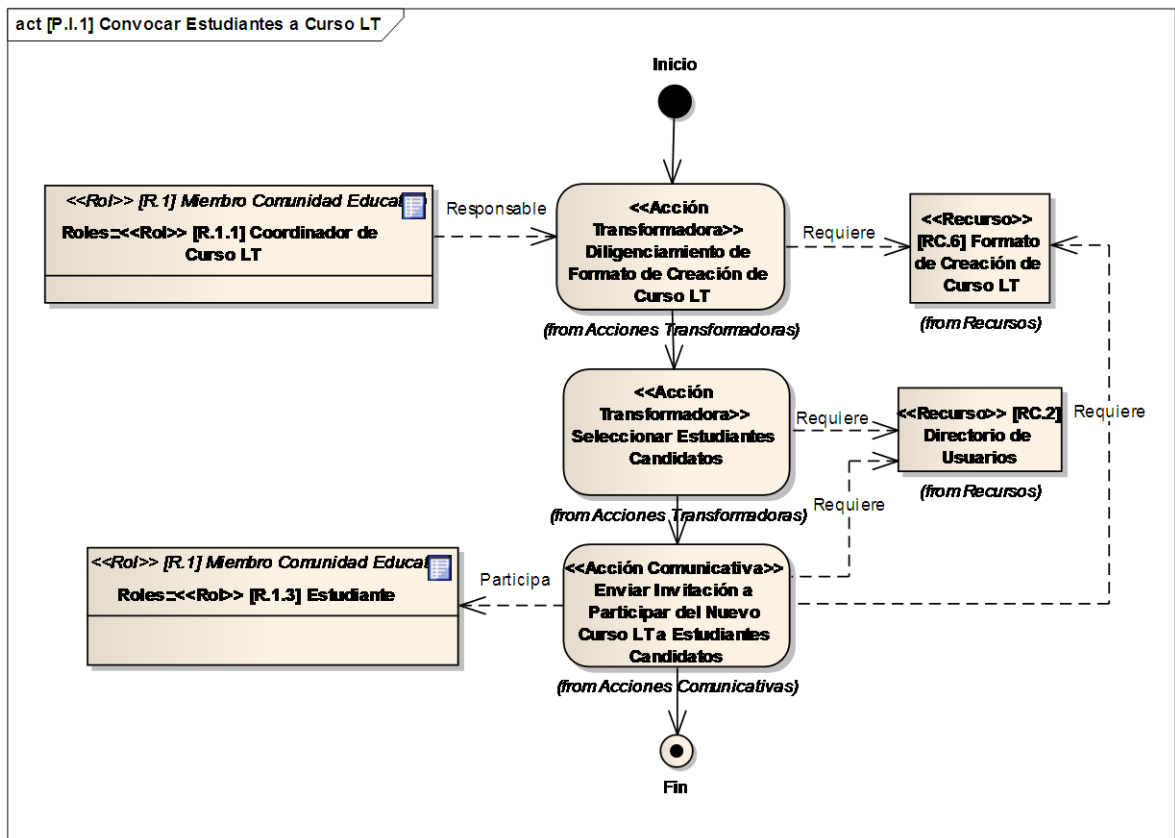 act [P.I.1] Convocar Estudiantes a Curso LT
Inicio
<<Rol>> [R.1] Miembro Comunidad Educati
Roles::<<Rol>> [R.1.1] Coordinador de
Curso LT
Responsable
<<Acción
Transformadora>>
Diligenciamiento de
Formato de Creación de
Curso LT
(from Acciones Transformadoras)
Requiere
<<Recurso>>
[RC.6] Formato
de Creación de
Curso LT
(from Recursos)
<<Acción
Transformadora>>
Seleccionar Estudiantes
Candidatos
(from Acciones Transformadoras)
Requiere
<<Recurso>> [RC.2]
Directorio de
Usuarios
(from Recursos)
Requiere
Requiere
<<Rol>> [R.1] Miembro Comunidad Educati
Roles::<<Rol>> [R.1.3] Estudiante
Participa
<<Acción Comunicativa>>
Enviar Invitación a
Participar del Nuevo
Curso LT a Estudiantes
Candidatos
(from Acciones Comunicativas)
Fin